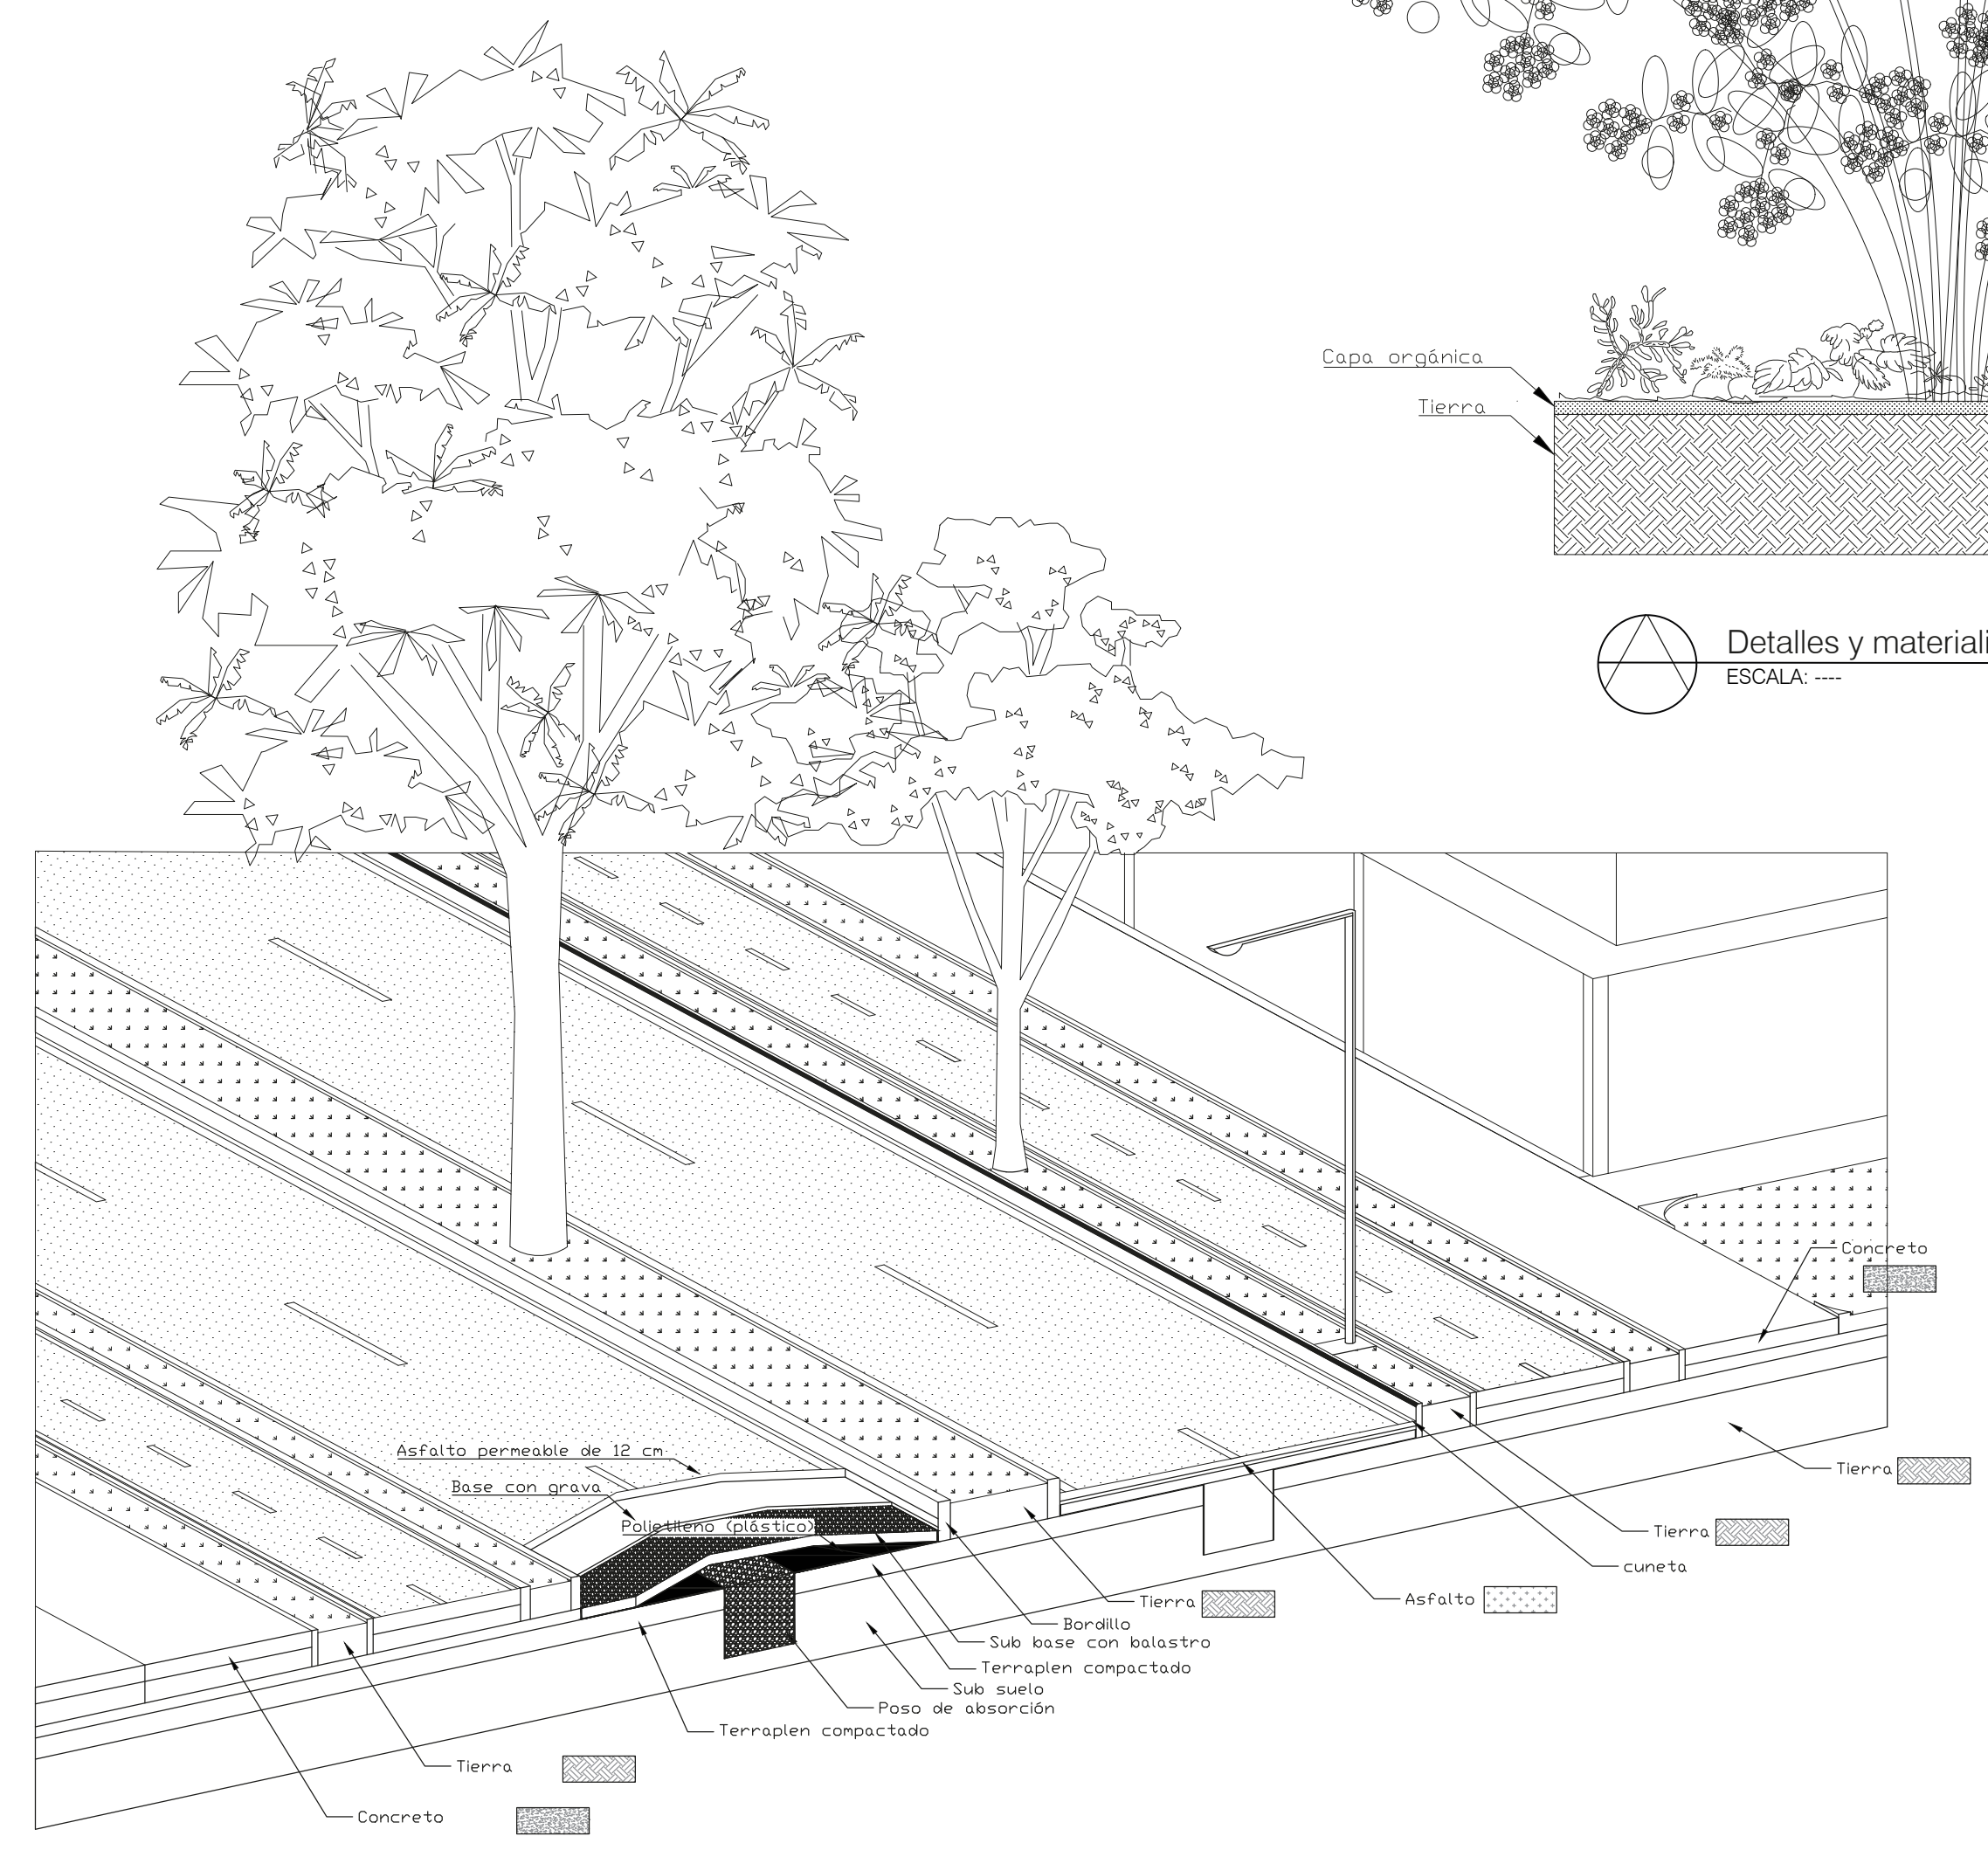 Capa orgánica
Tierra
Detalles y materiali
ESCALA: ----
Concreto
Asfalto permeable de 12 cm
Base con grava
Polietileno (plástico)
Tierra
Tierra
cuneta
Asfalto
Tierra
Bordillo
Sub base con balastro
Terraplen compactado
Sub suelo
Poso de absorción
Terraplen compactado
Tierra
Concreto